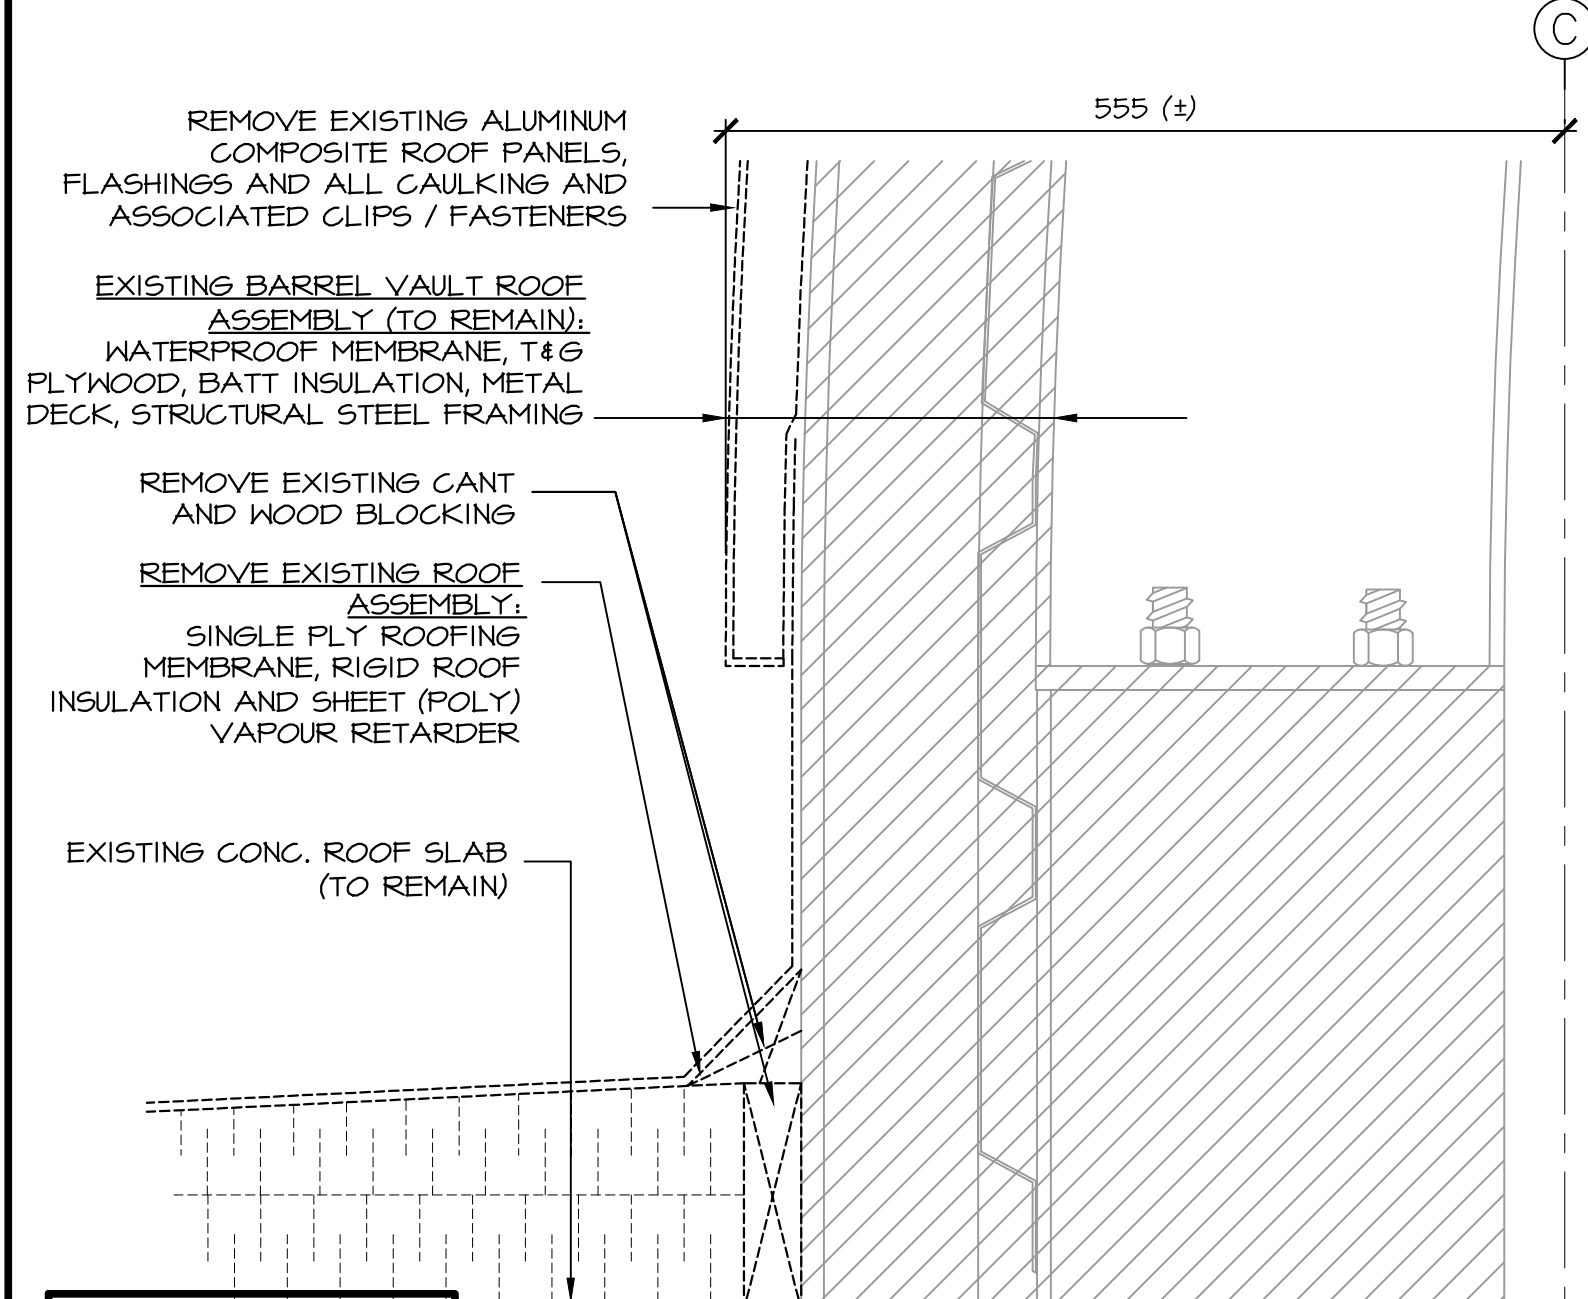 C
555 (±)
REMOVE EXISTING ALUMINUM
COMPOSITE ROOF PANELS,
FLASHINGS AND ALL CAULKING AND
ASSOCIATED CLIPS / FASTENERS
EXISTING BARREL VAULT ROOF
ASSEMBLY (TO REMAIN):
WATERPROOF MEMBRANE, T&G
PLYWOOD, BATT INSULATION, METAL
DECK, STRUCTURAL STEEL FRAMING
REMOVE EXISTING CANT
AND WOOD BLOCKING
REMOVE EXISTING ROOF
ASSEMBLY:
SINGLE PLY ROOFING
MEMBRANE, RIGID ROOF
INSULATION AND SHEET (POLY)
VAPOUR RETARDER
EXISTING CONC. ROOF SLAB
(TO REMAIN)